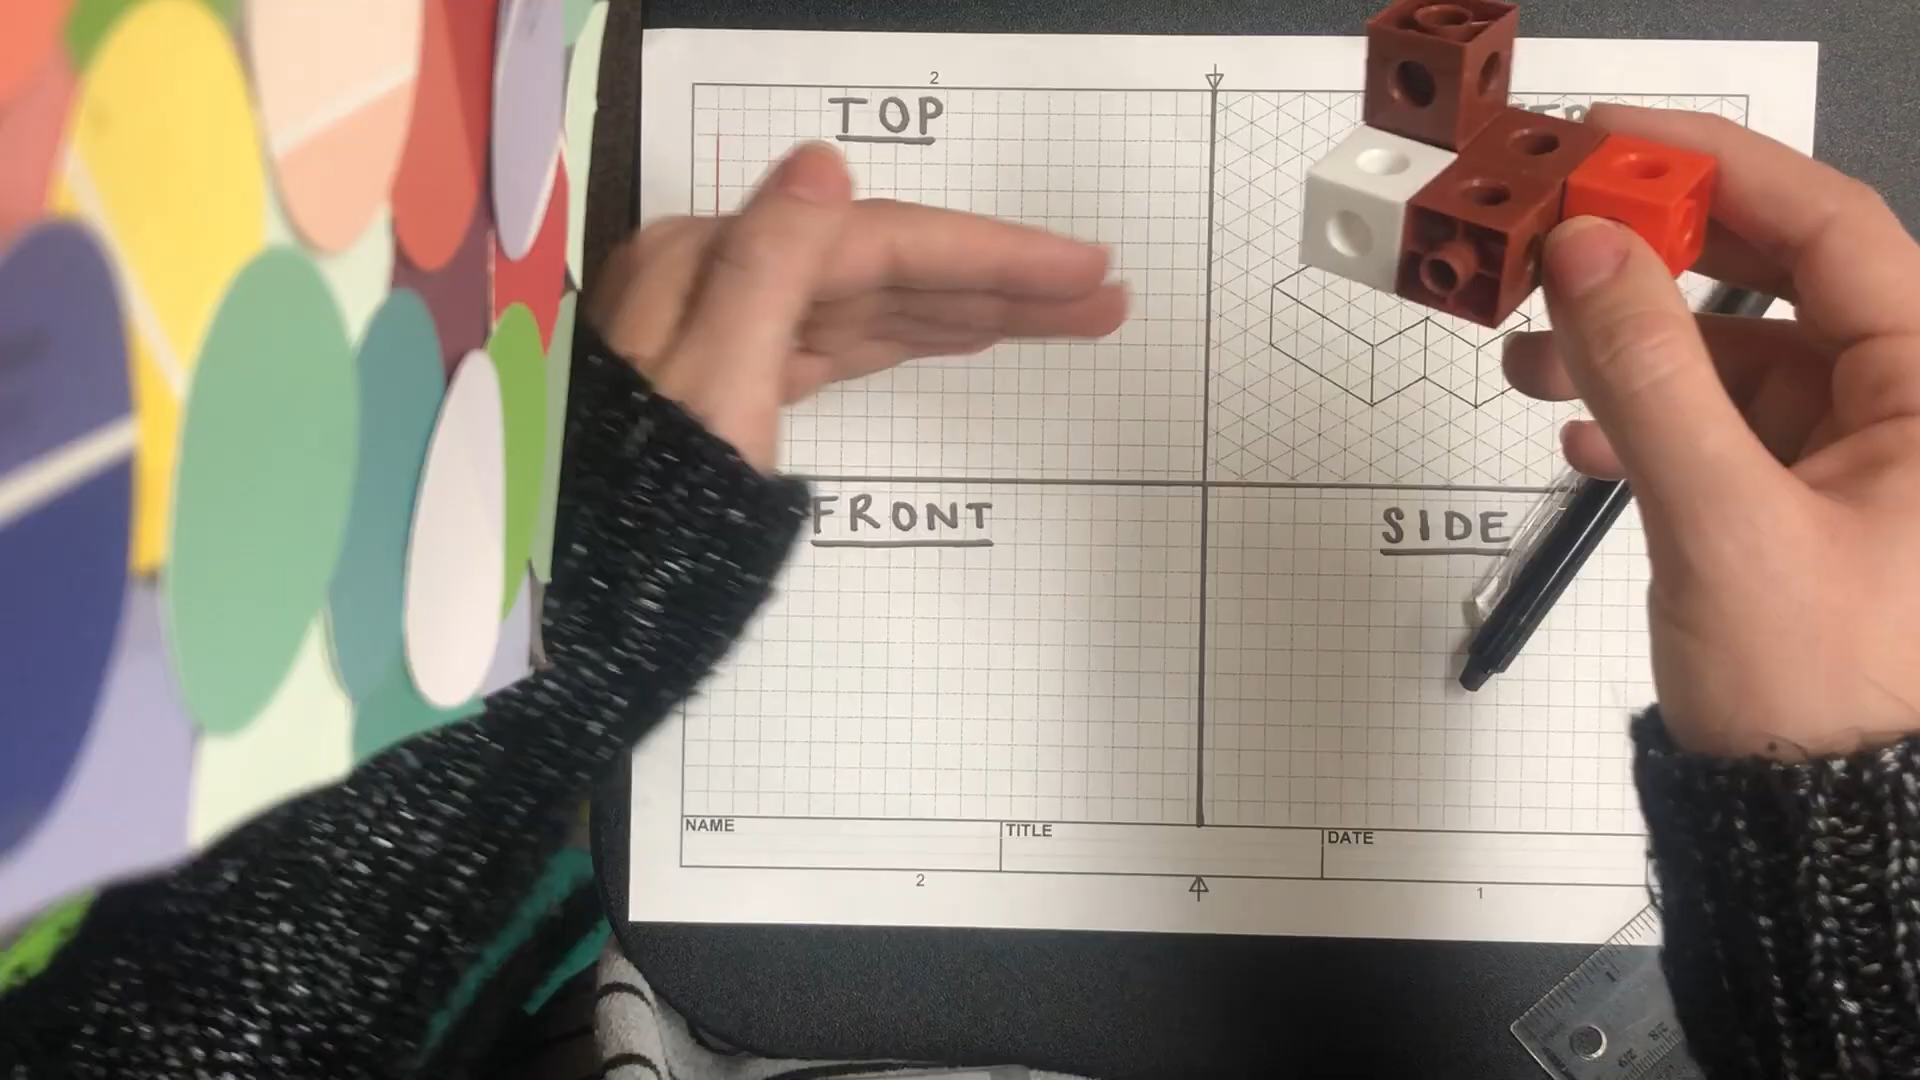 2
TOP
FRONT
SIDE
NAME
TITLE
DATE
2
1